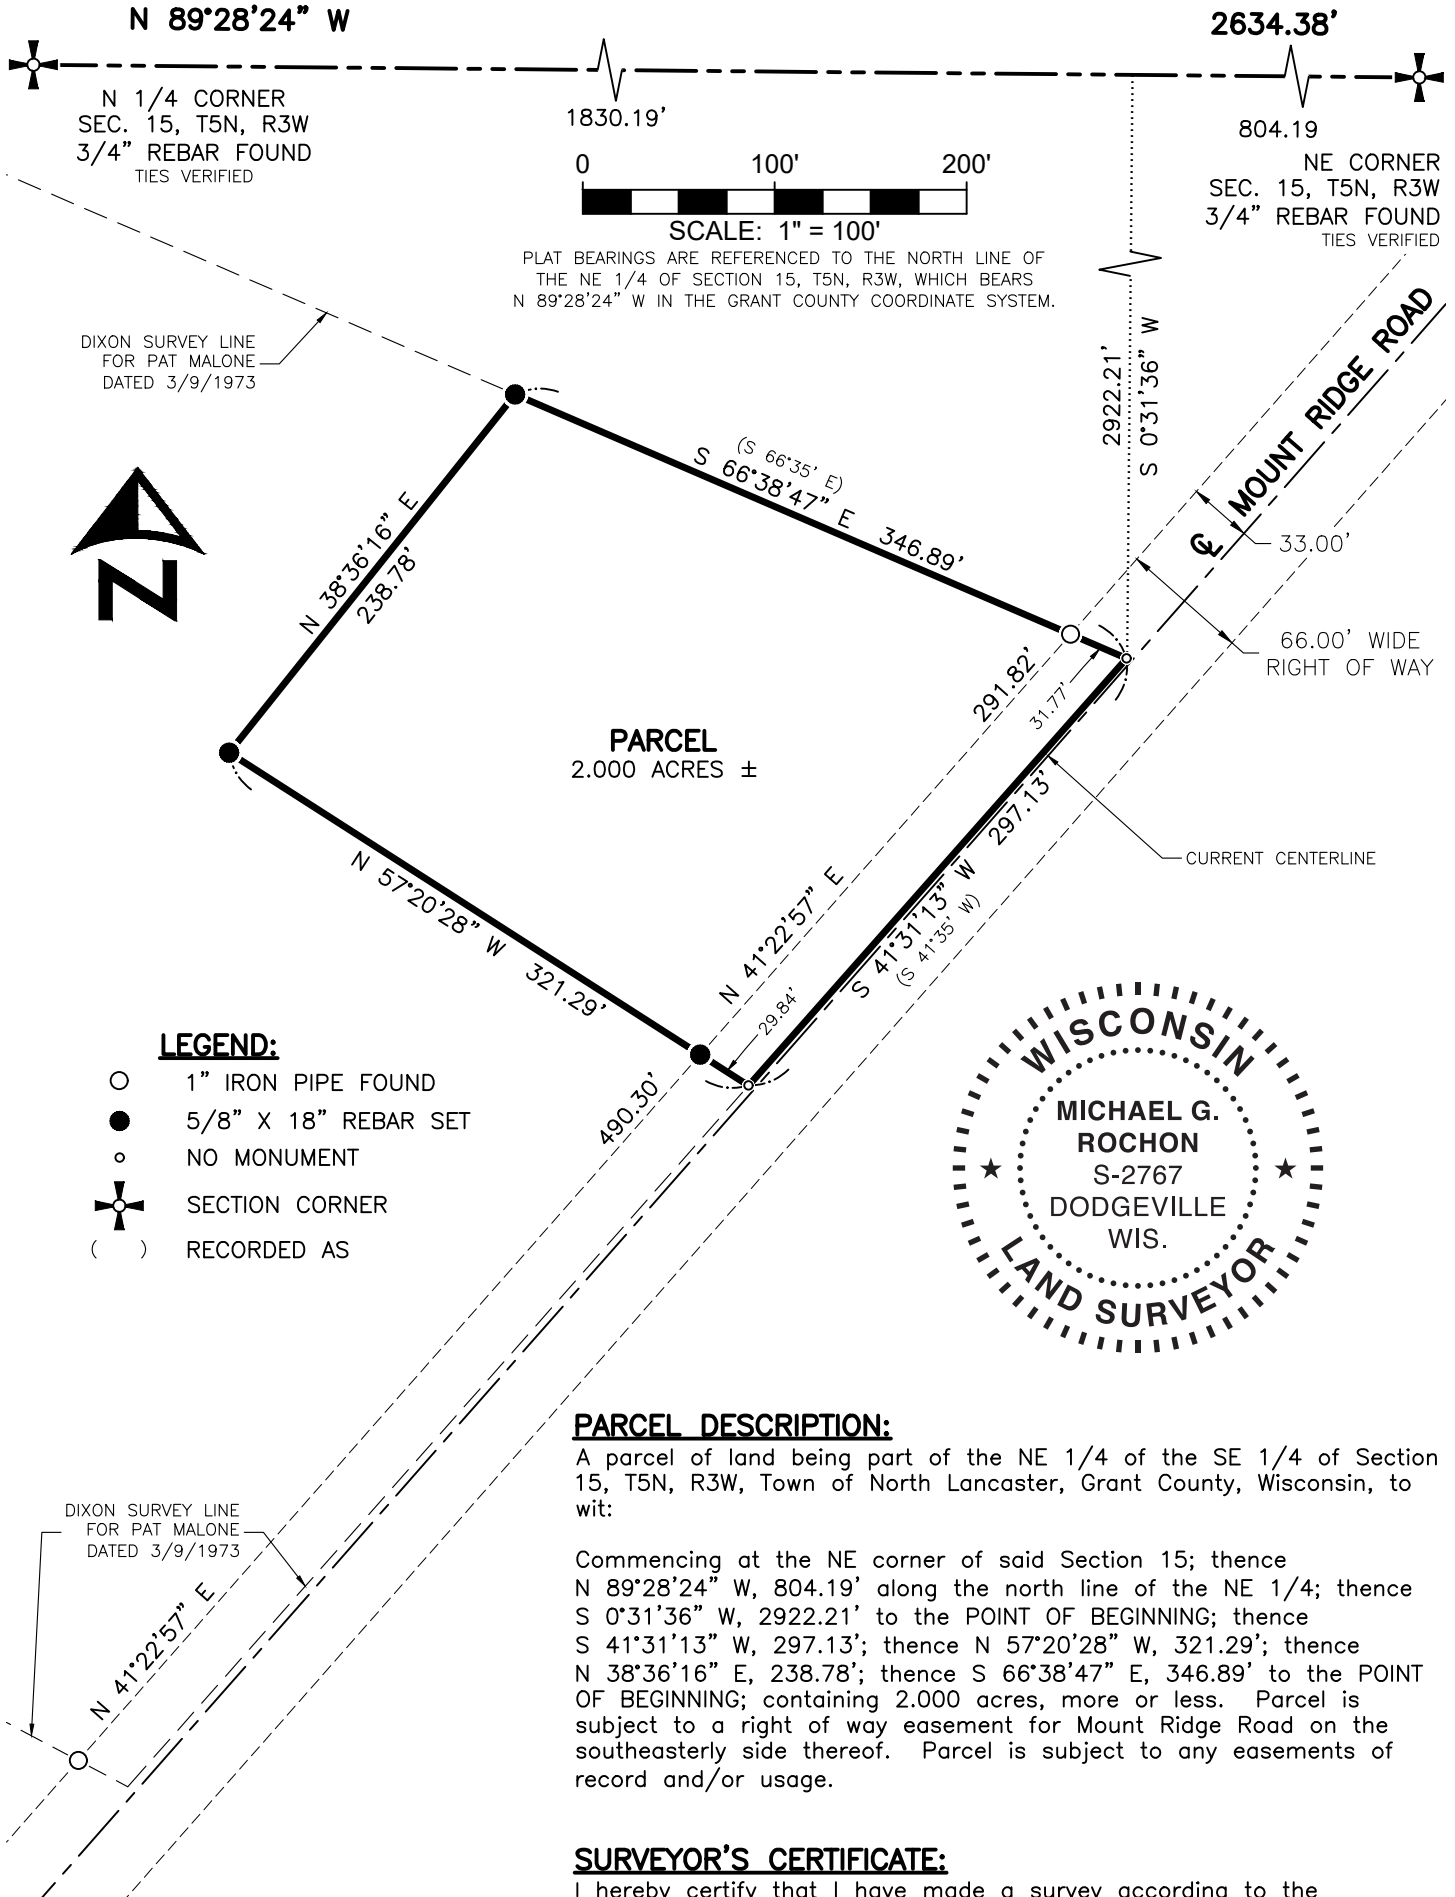 N 89°28'24" W
2634.38'
N 1/4 CORNER
SEC. 15, T5N, R3W
3/4" REBAR FOUND
TIES VERIFIED
1830.19'
804.19
NE CORNER
SEC. 15, T5N, R3W
3/4" REBAR FOUND
TIES VERIFIED
0 100' 200'
SCALE: 1" = 100'
PLAT BEARINGS ARE REFERENCED TO THE NORTH LINE OF
THE NE 1/4 OF SECTION 15, T5N, R3W, WHICH BEARS
N 89°28'24" W IN THE GRANT COUNTY COORDINATE SYSTEM.
DIXON SURVEY LINE
FOR PAT MALONE
DATED 3/9/1973
2922.21'
S 0°31'36" W
℄ MOUNT RIDGE ROAD
33.00'
66.00' WIDE
RIGHT OF WAY
(S 66°35' E)
S 66°38'47" E 346.89'
N 38°36'16" E
238.78'
N
291.82'
31.77'
PARCEL
2.000 ACRES ±
297.13'
CURRENT CENTERLINE
N 57°20'28" W 321.29'
N 41°22'57" E
S 41°31'13" W
(S 41°35' W)
29.84'
490.30'
LEGEND:
1" IRON PIPE FOUND
5/8" X 18" REBAR SET
NO MONUMENT
SECTION CORNER
( ) RECORDED AS
WISCONSIN
MICHAEL G.
ROCHON
S-2767
DODGEVILLE
WIS.
LAND SURVEYOR
DIXON SURVEY LINE
FOR PAT MALONE
DATED 3/9/1973
N 41°22'57" E
PARCEL DESCRIPTION:
A parcel of land being part of the NE 1/4 of the SE 1/4 of Section
15, T5N, R3W, Town of North Lancaster, Grant County, Wisconsin, to
wit:
Commencing at the NE corner of said Section 15; thence
N 89°28'24" W, 804.19' along the north line of the NE 1/4; thence
S 0°31'36" W, 2922.21' to the POINT OF BEGINNING; thence
S 41°31'13" W, 297.13'; thence N 57°20'28" W, 321.29'; thence
N 38°36'16" E, 238.78'; thence S 66°38'47" E, 346.89' to the POINT
OF BEGINNING; containing 2.000 acres, more or less. Parcel is
subject to a right of way easement for Mount Ridge Road on the
southeasterly side thereof. Parcel is subject to any easements of
record and/or usage.
SURVEYOR'S CERTIFICATE:
I hereby certify that I have made a survey according to the